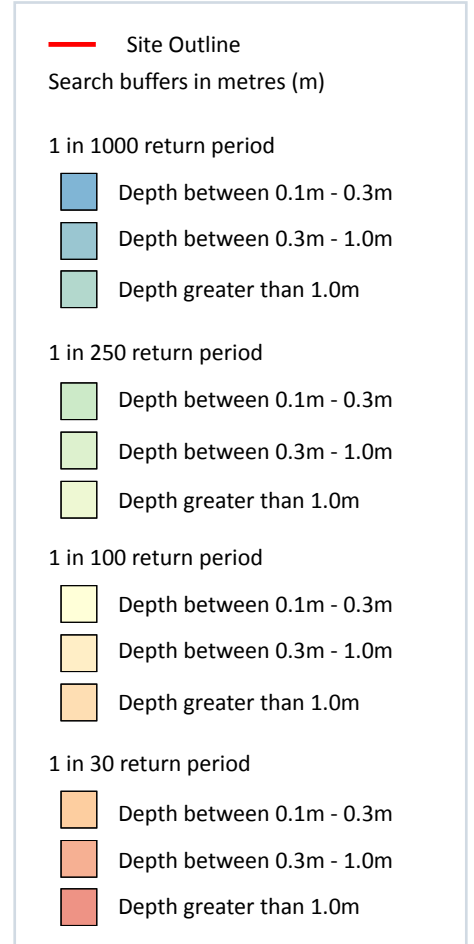 Site Outline
Search buffers in metres (m)
1 in 1000 return period
Depth between 0.1m - 0.3m
Depth between 0.3m - 1.0m
Depth greater than 1.0m
1 in 250 return period
Depth between 0.1m - 0.3m
Depth between 0.3m - 1.0m
Depth greater than 1.0m
1 in 100 return period
Depth between 0.1m - 0.3m
Depth between 0.3m - 1.0m
Depth greater than 1.0m
1 in 30 return period
Depth between 0.1m - 0.3m
Depth between 0.3m - 1.0m
Depth greater than 1.0m